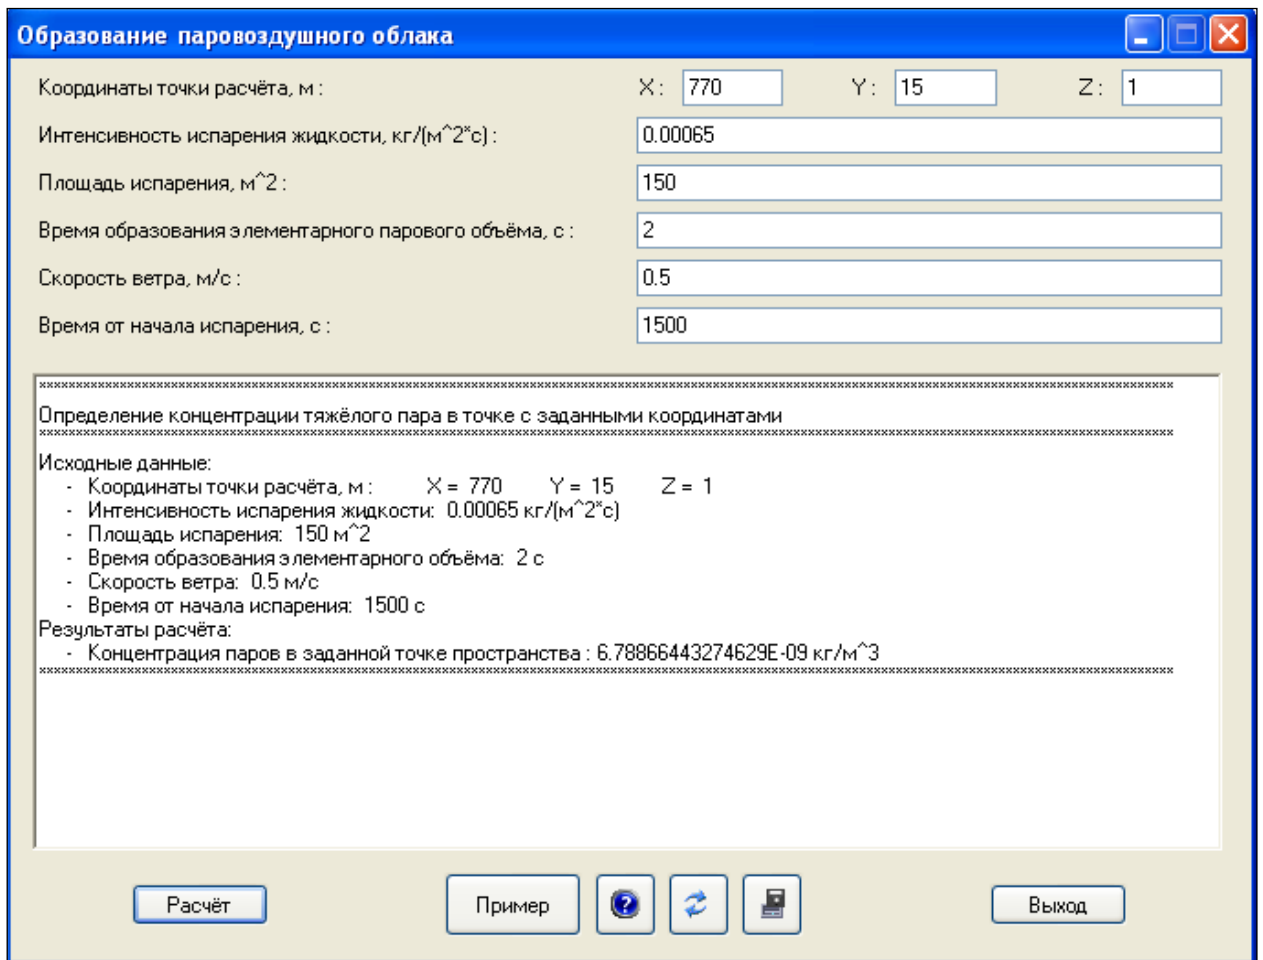 Образование паровоздушного облака
Координаты точки расчёта, м : X : 770 Y : 15 Z : 1
Интенсивность испарения жидкости, кг/(м^2*с) : 0.00065
Площадь испарения, м^2 : 150
Время образования элементарного парового объёма, с : 2
Скорость ветра, м/с : 0.5
Время от начала испарения, с : 1500
Определение концентрации тяжёлого пара в точке с заданными координатами
Исходные данные:
- Координаты точки расчёта, м : X = 770 Y = 15 Z = 1
- Интенсивность испарения жидкости: 0.00065 кг/(м^2*с)
- Площадь испарения: 150 м^2
- Время образования элементарного объёма: 2 с
- Скорость ветра: 0.5 м/с
- Время от начала испарения: 1500 с
Результаты расчёта:
- Концентрация паров в заданной точке пространства : 6.78866443274629E-09 кг/м^3
Расчёт Пример Выход